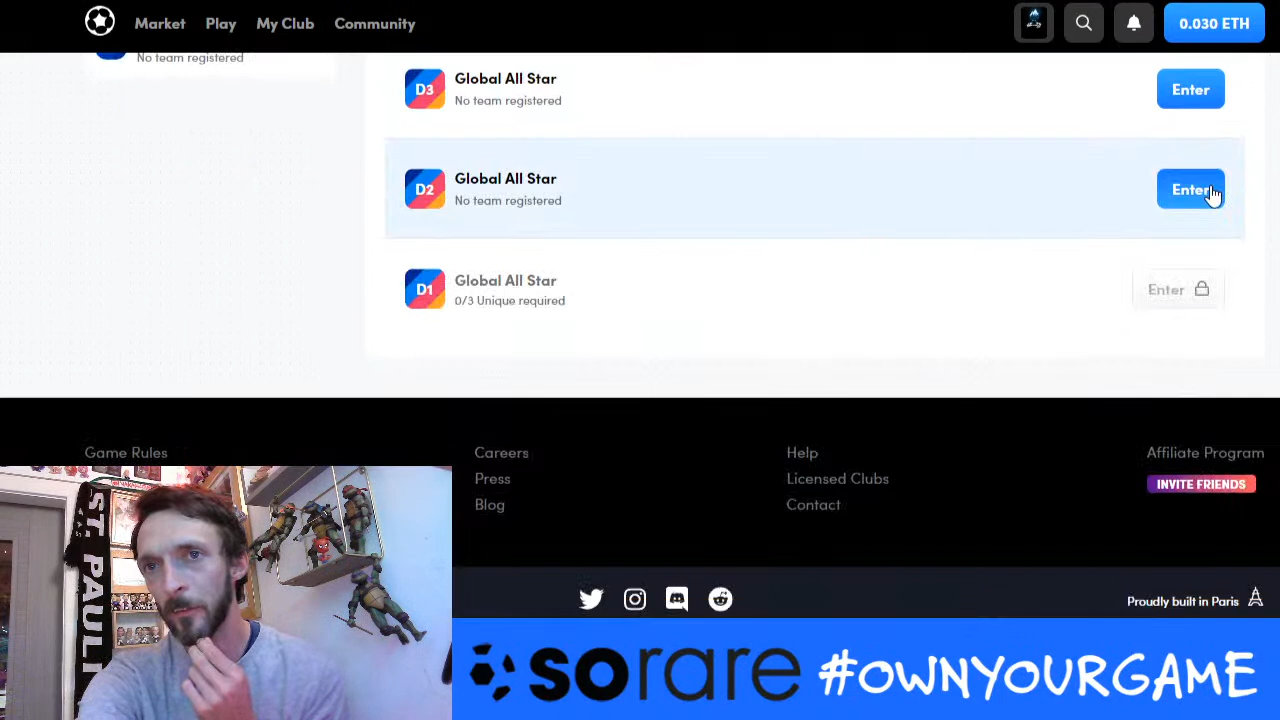 Market Play My Club Community 0.030 ETH
No team registered
D3 Global All Star Enter
No team registered
D2 Global All Star Enter
No team registered
D1 Global All Star Enter
0/3 Unique required
Game Rules Careers Help Affiliate Program
Press Licensed Clubs INVITE FRIENDS
Blog Contact
ST. PAULI
Proudly built in Paris
sorare #OWNYOURGAME